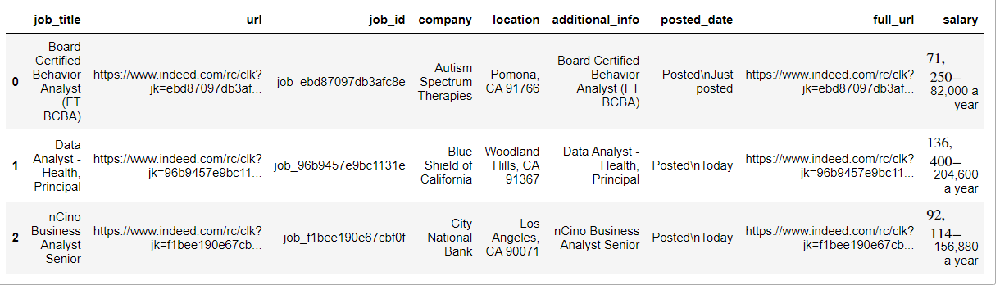 job_title url job_id company location additional_info posted_date full_url salary
0 Board Certified Behavior Analyst (FT BCBA) https://www.indeed.com/rc/clk?jk=ebd87097db3af... job_ebd87097db3afc8e Autism Spectrum Therapies Pomona, CA 91766 Board Certified Behavior Analyst (FT BCBA) Posted\nJust posted https://www.indeed.com/rc/clk?jk=ebd87097db3af... 71,250–82,000 a year
1 Data Analyst - Health, Principal https://www.indeed.com/rc/clk?jk=96b9457e9bc11... job_96b9457e9bc1131e Blue Shield of California Woodland Hills, CA 91367 Data Analyst - Health, Principal Posted\nToday https://www.indeed.com/rc/clk?jk=96b9457e9bc11... 136,400–204,600 a year
2 nCino Business Analyst Senior https://www.indeed.com/rc/clk?jk=f1bee190e67cb... job_f1bee190e67cbf0f City National Bank Los Angeles, CA 90071 nCino Business Analyst Senior Posted\nToday https://www.indeed.com/rc/clk?jk=f1bee190e67cb... 92,114–156,880 a year